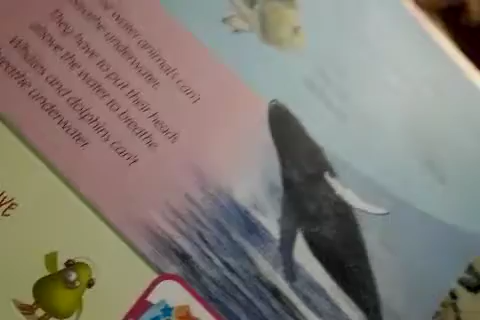 water animals can't
breathe underwater.
they have to put their heads
above the water to breathe.
Whales and dolphins can't
breathe underwater